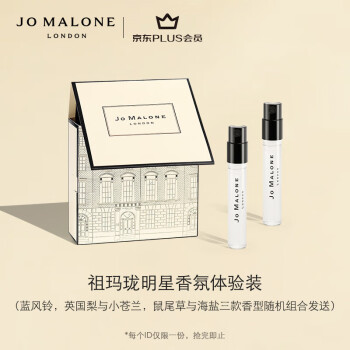 JO MALONE
LONDON
京东PLUS会员
JO MALONE
LONDON
JO MALONE
LONDON
JO MALONE
LONDON
祖玛珑明星香氛体验装
（蓝风铃，英国梨与小苍兰，鼠尾草与海盐三款香型随机组合发送）
*每个ID仅限一份，抢完即止